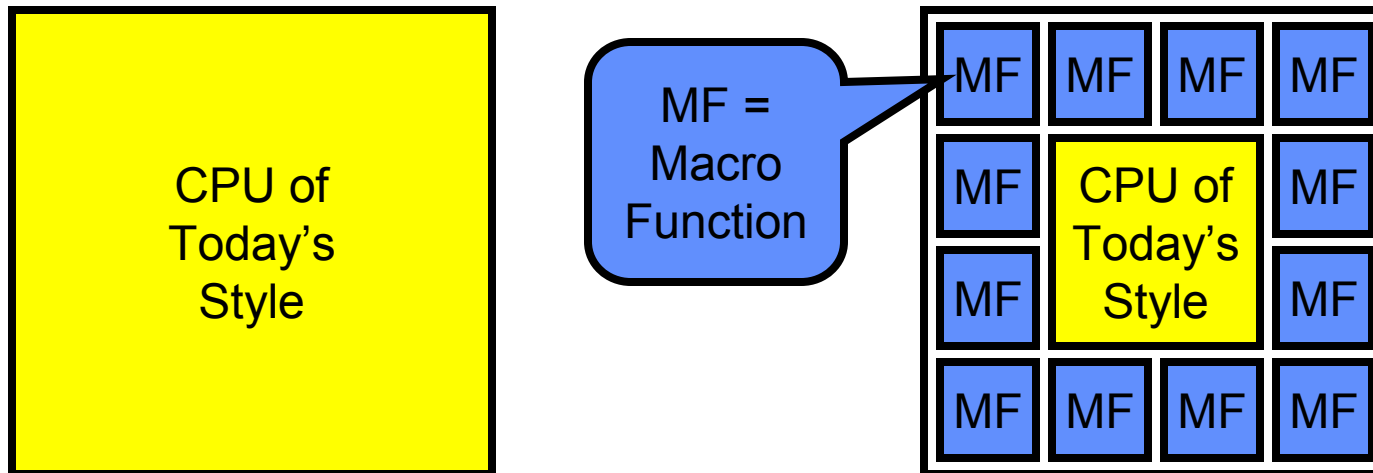 CPU of
Today’s
Style
MF =
Macro
Function
MF MF MF MF
MF CPU of MF
Today’s
MF Style MF
MF MF MF MF